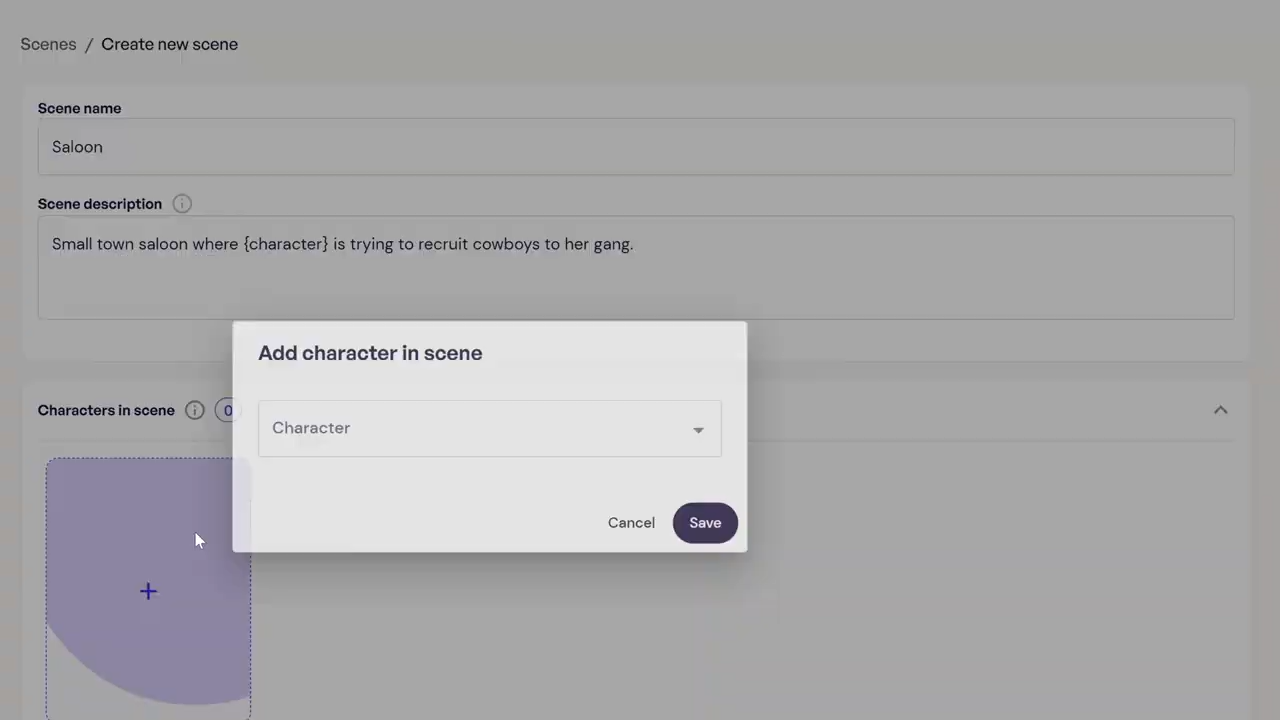 Scenes / Create new scene
Scene name
Saloon
Scene description
Small town saloon where {character} is trying to recruit cowboys to her gang.
Add character in scene
Characters in scene 0
Character
Cancel Save